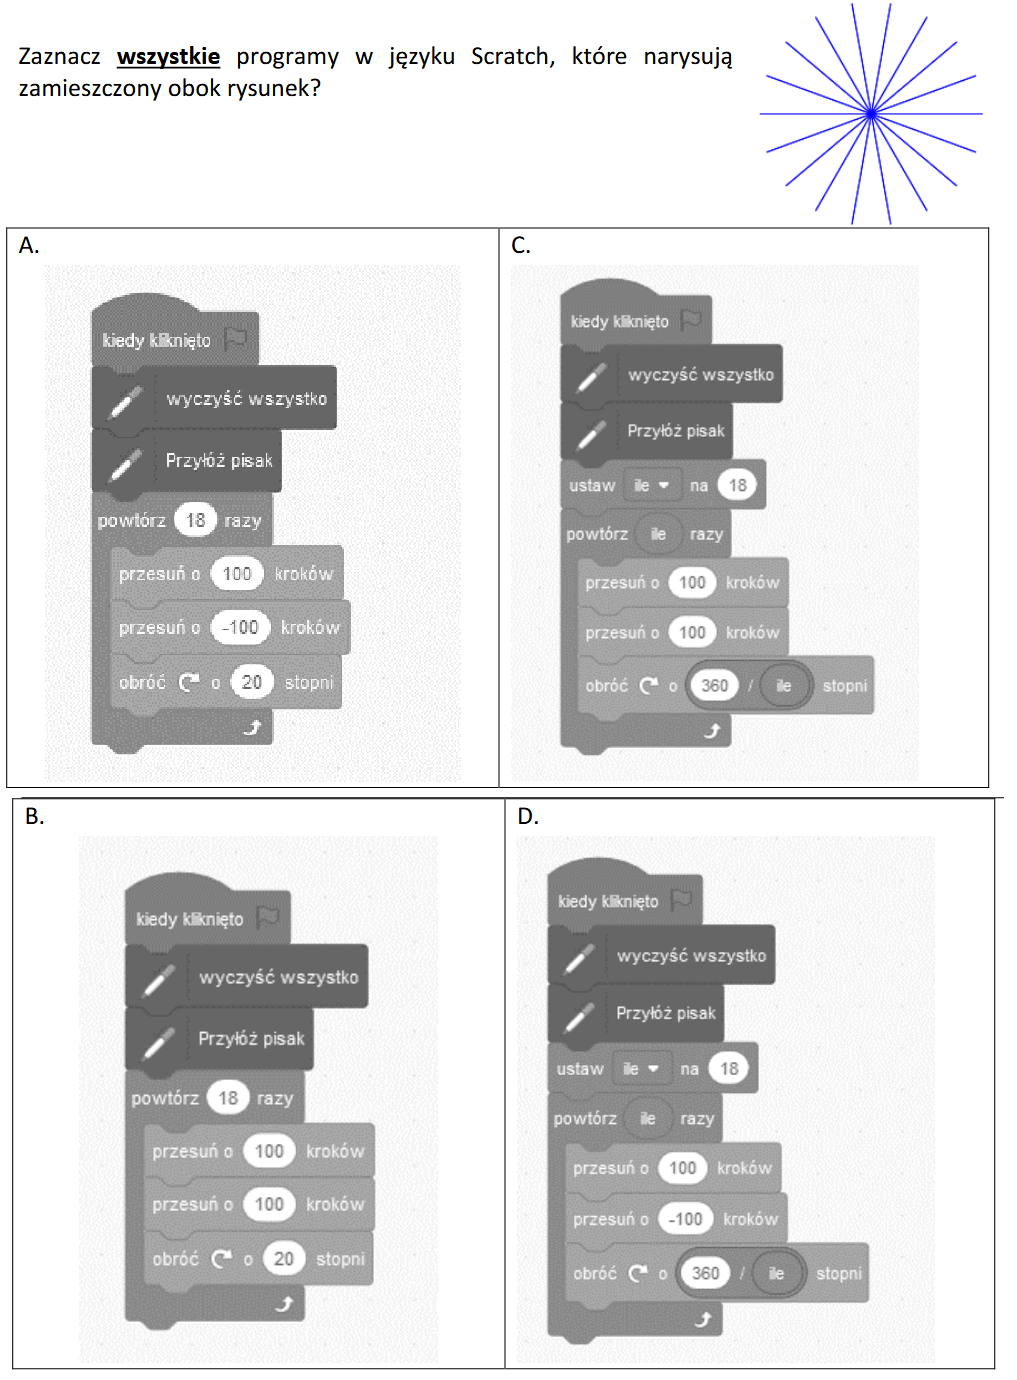 Zaznacz wszystkie programy w języku Scratch, które narysują
zamieszczony obok rysunek?
A.
kiedy kliknięto
wyczyść wszystko
Przyłóż pisak
powtórz 18 razy
przesuń o 100 kroków
przesuń o -100 kroków
obróć o 20 stopni
C.
kiedy kliknięto
wyczyść wszystko
Przyłóż pisak
ustaw ile na 18
powtórz ile razy
przesuń o 100 kroków
przesuń o 100 kroków
obróć o 360 / ile stopni
B.
kiedy kliknięto
wyczyść wszystko
Przyłóż pisak
powtórz 18 razy
przesuń o 100 kroków
przesuń o 100 kroków
obróć o 20 stopni
D.
kiedy kliknięto
wyczyść wszystko
Przyłóż pisak
ustaw ile na 18
powtórz ile razy
przesuń o 100 kroków
przesuń o -100 kroków
obróć o 360 / ile stopni